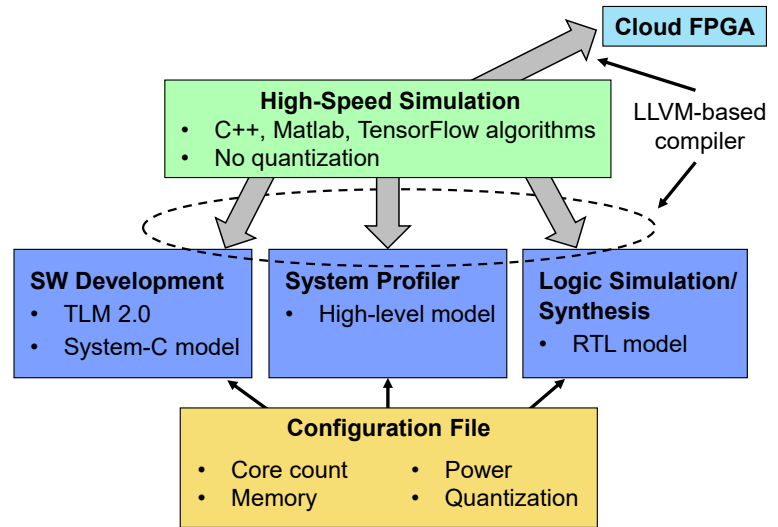 Cloud FPGA
High-Speed Simulation
• C++, Matlab, TensorFlow algorithms
• No quantization
LLVM-based
compiler
SW Development
• TLM 2.0
• System-C model
System Profiler
• High-level model
Logic Simulation/
Synthesis
• RTL model
Configuration File
• Core count
• Memory
• Power
• Quantization